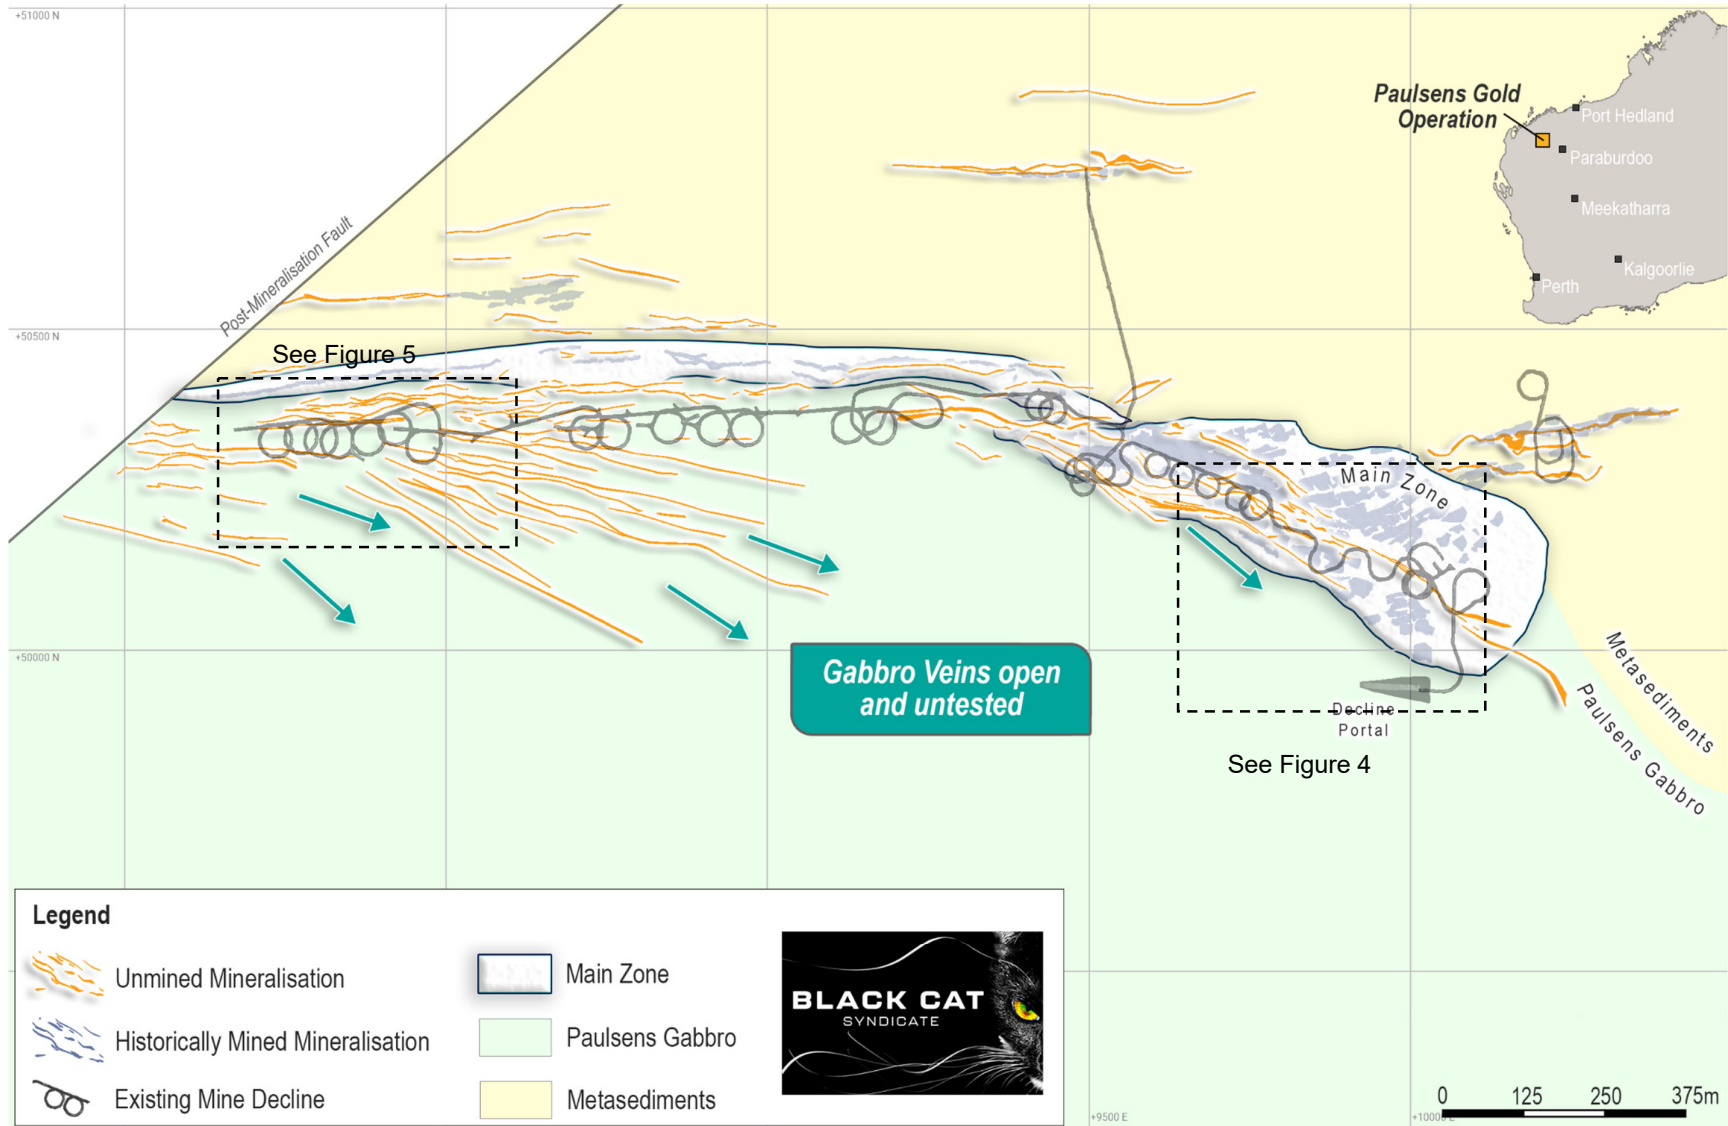 +51000 N
Paulsens Gold
Operation
Port Hedland
Paraburdoo
Meekatharra
Kalgoorlie
Perth
Post-Mineralisation Fault
+50500 N
See Figure 5
Main Zone
+50000 N
Gabbro Veins open
and untested
Decline
Portal
See Figure 4
Metasediments
Paulsens Gabbro
Legend
Unmined Mineralisation
Historically Mined Mineralisation
Existing Mine Decline
Main Zone
Paulsens Gabbro
Metasediments
BLACK CAT
SYNDICATE
+9500 E
+10000 E
0 125 250 375m